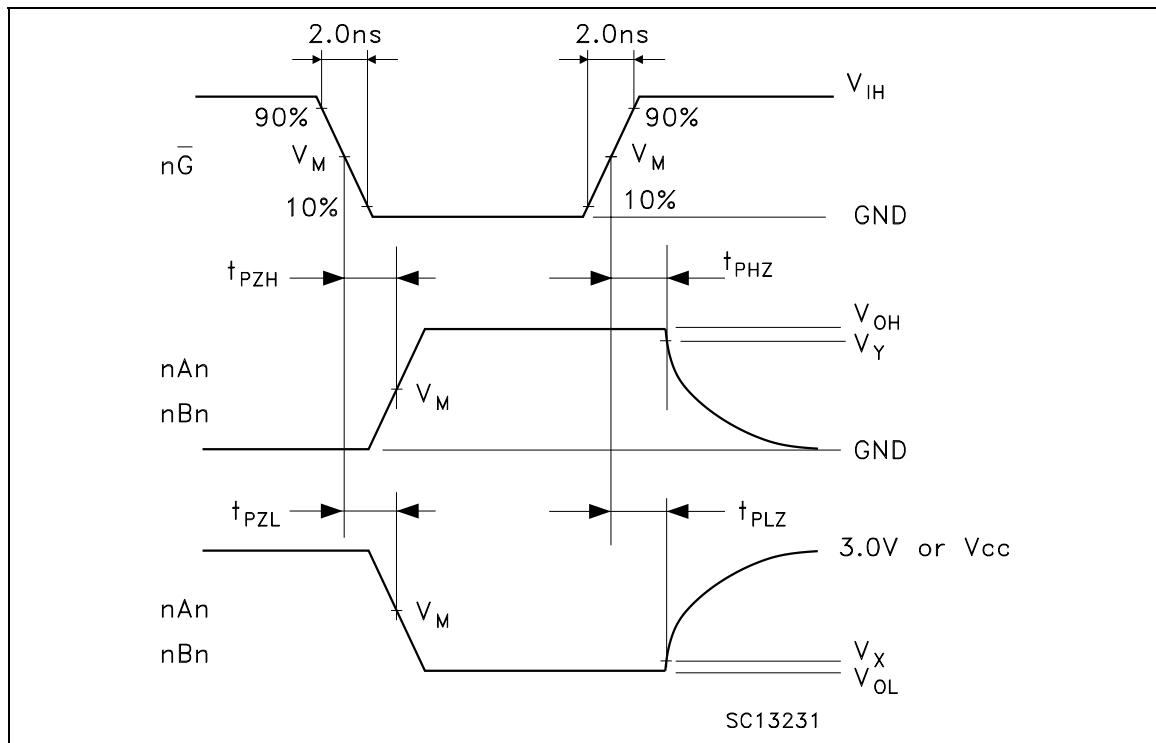 2.0ns 2.0ns
V_IH
90% 90%
nG̅ V_M V_M
10% 10%
GND
t_PZH t_PHZ
V_OH
V_Y
nAn
V_M
nBn
GND
t_PZL t_PLZ
3.0V or Vcc
nAn V_M
nBn
V_X
V_OL
SC13231